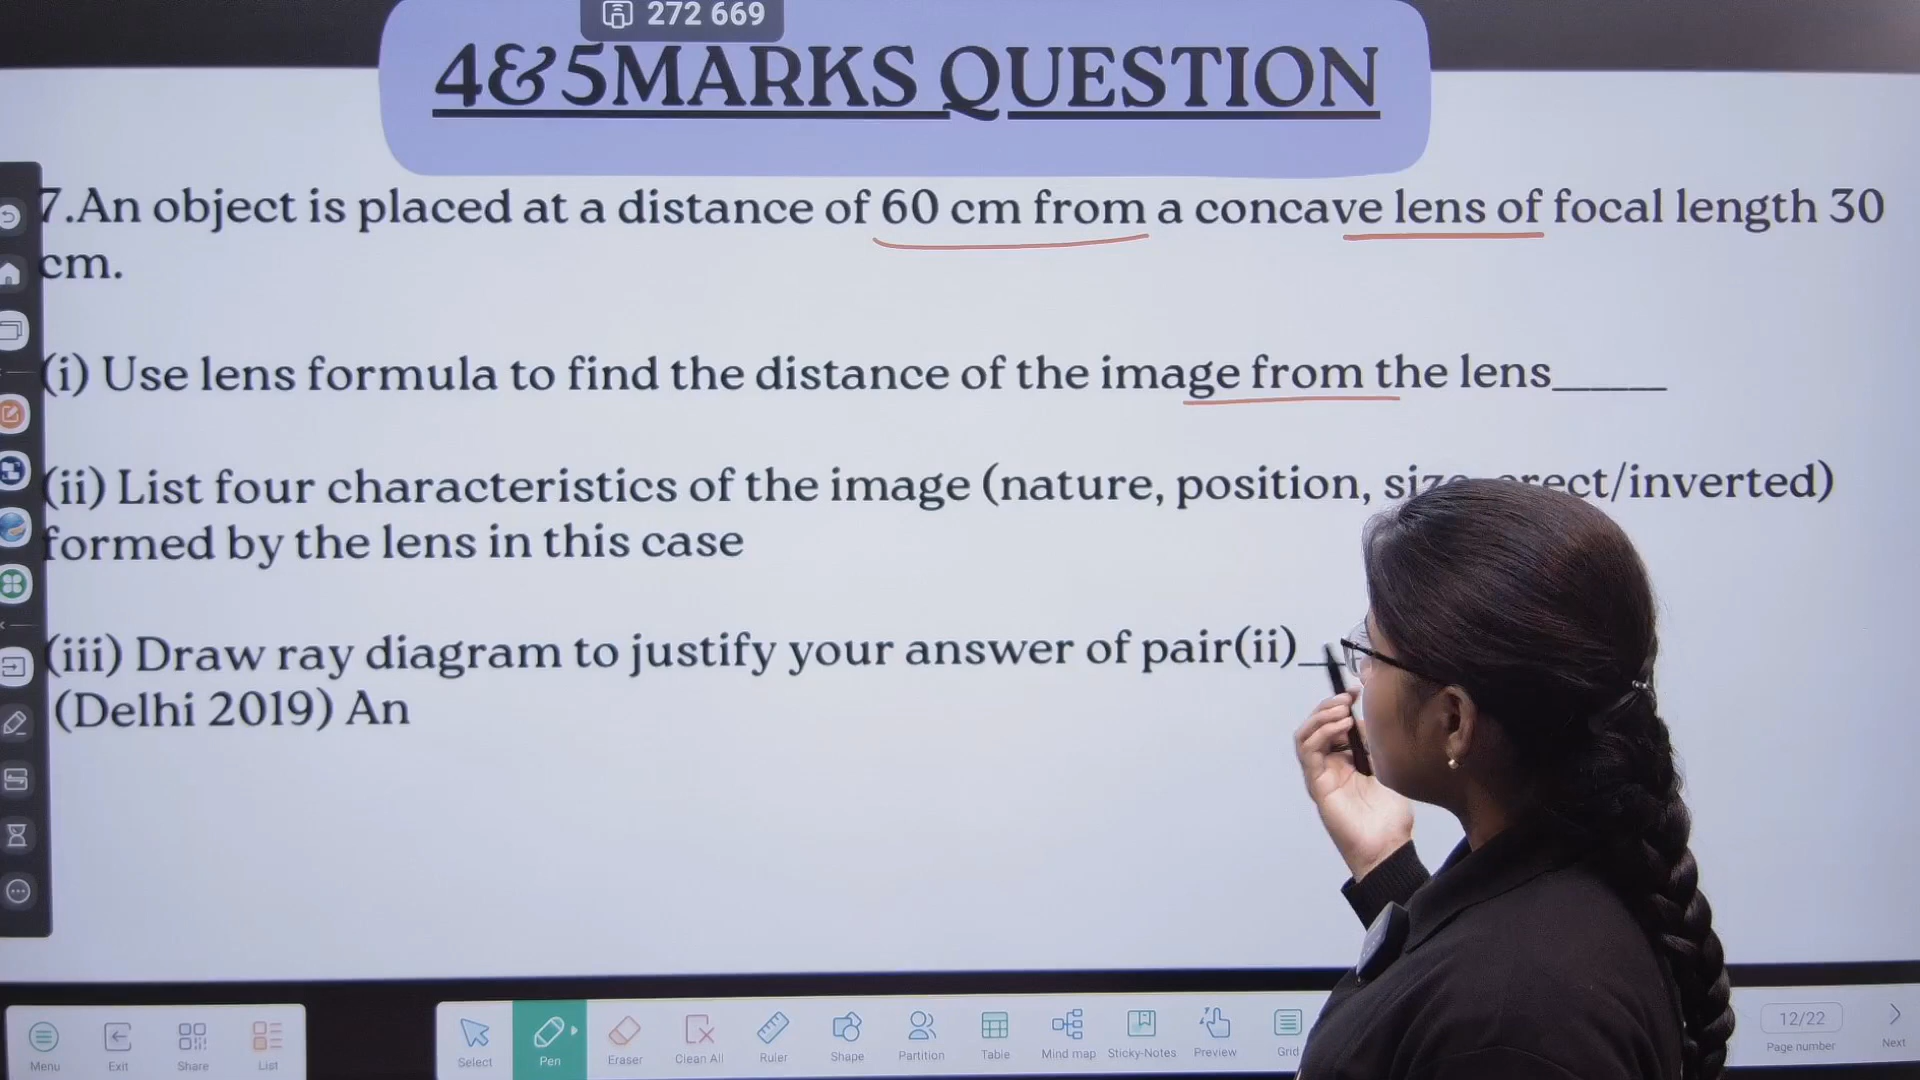 272 669
4&5MARKS QUESTION
7.An object is placed at a distance of 60 cm from a concave lens of focal length 30
cm.
(i) Use lens formula to find the distance of the image from the lens______
(ii) List four characteristics of the image (nature, position, erect/inverted)
formed by the lens in this case
(iii) Draw ray diagram to justify your answer of pair(ii)__
(Delhi 2019) An
Menu Exit Share List Select Pen Eraser Clean All Ruler Shape Partition Table Mind map Sticky-Notes Preview Grid
12/22
Page number
Next